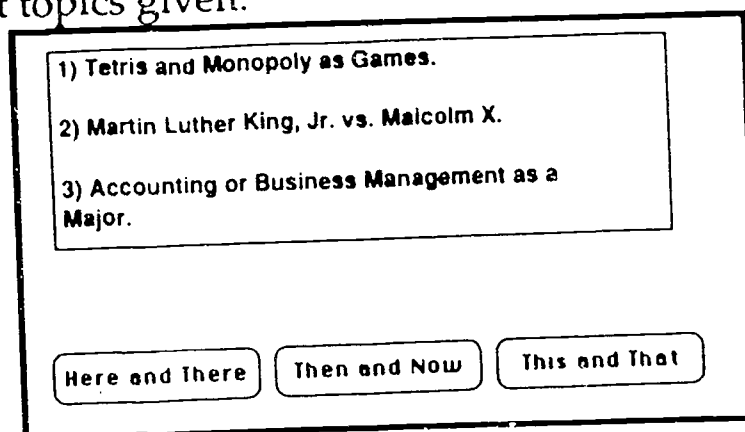 t topics given.
1) Tetris and Monopoly as Games.
2) Martin Luther King, Jr. vs. Malcolm X.
3) Accounting or Business Management as a
Major.
Here and There
Then and Now
This and That